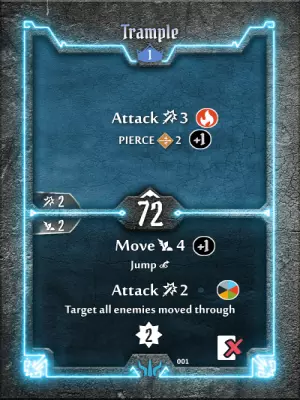 Trample
1
Attack 3
PIERCE 2 +1
2
72
2
Move 4 +1
Jump
Attack 2
Target all enemies moved through
2
001